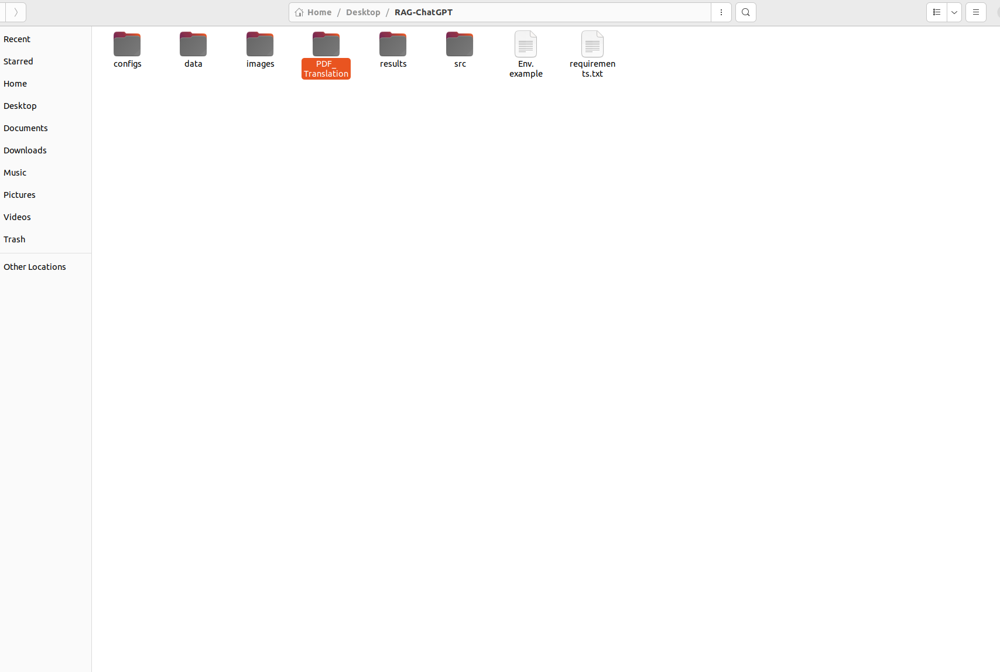 Home / Desktop / RAG-ChatGPT
Recent
Starred
Home
Desktop
Documents
Downloads
Music
Pictures
Videos
Trash
Other Locations
configs
data
images
PDF_
Translation
results
src
Env.
example
requiremen
ts.txt